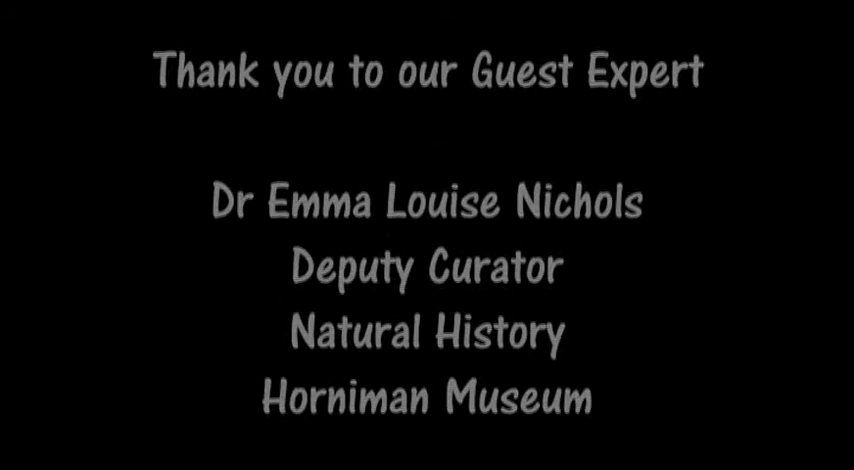 Thank you to our Guest Expert
Dr Emma Louise Nichols
Deputy Curator
Natural History
Horniman Museum